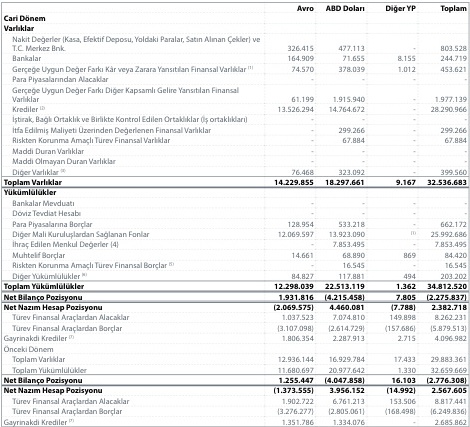 Avro ABD Doları Diğer YP Toplam
Cari Dönem
Varlıklar
Nakit Değerler (Kasa, Efektif Deposu, Yoldaki Paralar, Satın Alınan Çekler) ve
T.C. Merkez Bnk. 326.415 477.113 - 803.528
Bankalar 164.909 71.655 8.155 244.719
Gerçeğe Uygun Değer Farkı Kâr veya Zarara Yansıtılan Finansal Varlıklar (1) 74.570 378.039 1.012 453.621
Para Piyasalarından Alacaklar - - - -
Gerçeğe Uygun Değer Farkı Diğer Kapsamlı Gelire Yansıtılan Finansal
Varlıklar 61.199 1.915.940 - 1.977.139
Krediler (2) 13.526.294 14.764.672 - 28.290.966
İştirak, Bağlı Ortaklık ve Birlikte Kontrol Edilen Ortaklıklar (İş ortaklıkları) - - - -
İtfa Edilmiş Maliyeti Üzerinden Değerlenen Finansal Varlıklar - 299.266 - 299.266
Riskten Korunma Amaçlı Türev Finansal Varlıklar - 67.884 - 67.884
Maddi Duran Varlıklar - - - -
Maddi Olmayan Duran Varlıklar - - - -
Diğer Varlıklar (3) 76.468 323.092 - 399.560
Toplam Varlıklar 14.229.855 18.297.661 9.167 32.536.683
Yükümlülükler
Bankalar Mevduatı - - - -
Döviz Tevdiat Hesabı - - - -
Para Piyasalarına Borçlar 128.954 533.218 - 662.172
Diğer Mali Kuruluşlardan Sağlanan Fonlar 12.069.597 13.923.090 (1) 25.992.686
İhraç Edilen Menkul Değerler (4) - 7.853.495 - 7.853.495
Muhtelif Borçlar 14.661 68.890 869 84.420
Riskten Korunma Amaçlı Türev Finansal Borçlar (5) - 16.545 - 16.545
Diğer Yükümlülükler (6) 84.827 117.881 494 203.202
Toplam Yükümlülükler 12.298.039 22.513.119 1.362 34.812.520
Net Bilanço Pozisyonu 1.931.816 (4.215.458) 7.805 (2.275.837)
Net Nazım Hesap Pozisyonu (2.069.575) 4.460.081 (7.788) 2.382.718
Türev Finansal Araçlardan Alacaklar 1.037.523 7.074.810 149.898 8.262.231
Türev Finansal Araçlardan Borçlar (3.107.098) (2.614.729) (157.686) (5.879.513)
Gayrinakdi Krediler (7) 1.806.354 2.287.913 2.715 4.096.982
Önceki Dönem
Toplam Varlıklar 12.936.144 16.929.784 17.433 29.883.361
Toplam Yükümlülükler 11.680.697 20.977.642 1.330 32.659.669
Net Bilanço Pozisyonu 1.255.447 (4.047.858) 16.103 (2.776.308)
Net Nazım Hesap Pozisyonu (1.373.555) 3.956.152 (14.992) 2.567.605
Türev Finansal Araçlardan Alacaklar 1.902.722 6.761.213 153.506 8.817.441
Türev Finansal Araçlardan Borçlar (3.276.277) (2.805.061) (168.498) (6.249.836)
Gayrinakdi Krediler (7) 1.351.786 1.334.076 - 2.685.862